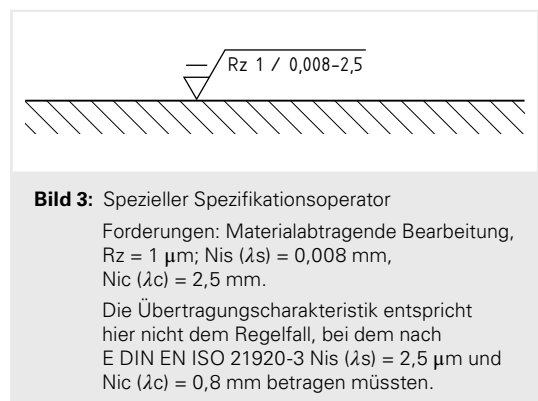 Rz 1 / 0,008–2,5
Bild 3: Spezieller Spezifikationsoperator
Forderungen: Materialabtragende Bearbeitung,
Rz = 1 µm; Nis (λs) = 0,008 mm,
Nic (λc) = 2,5 mm.
Die Übertragungscharakteristik entspricht
hier nicht dem Regelfall, bei dem nach
E DIN EN ISO 21920-3 Nis (λs) = 2,5 µm und
Nic (λc) = 0,8 mm betragen müssten.